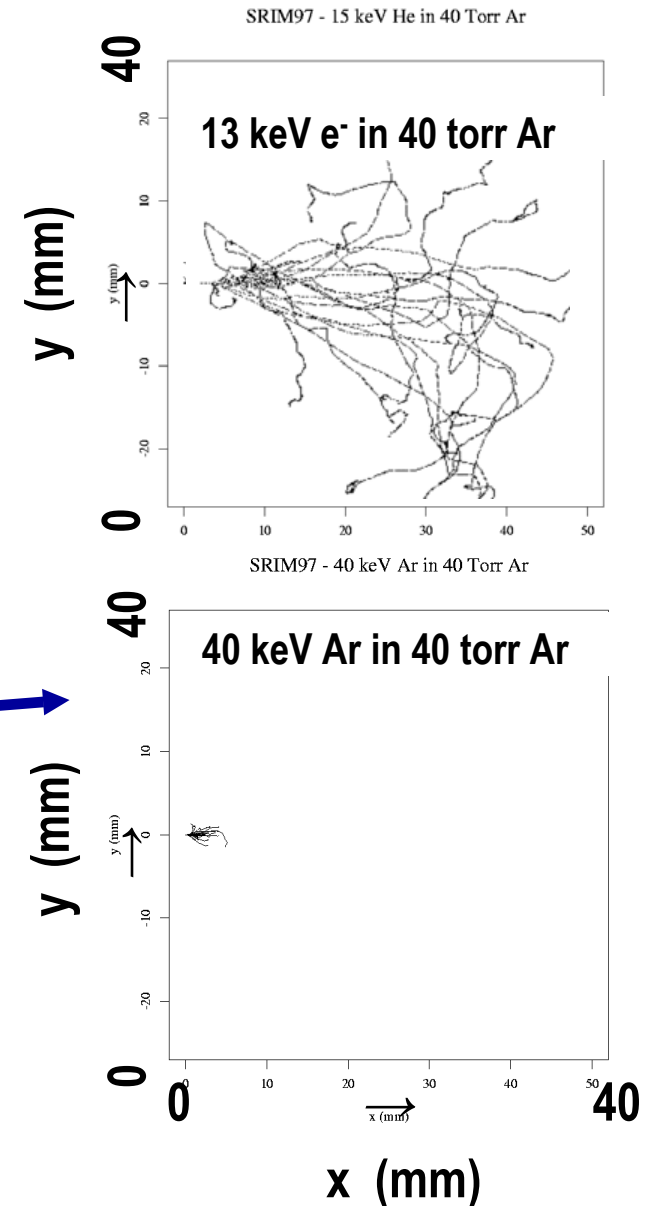 SRIM97 - 15 keV He in 40 Torr Ar
40
20
13 keV e- in 40 torr Ar
10
y (mm)
y (mm)
0
-10
-20
0
0 10 20 30 40 50
SRIM97 - 40 keV Ar in 40 Torr Ar
40
40 keV Ar in 40 torr Ar
20
10
y (mm)
y (mm)
0
-10
-20
0
0 10 20 30 40 50
0 40
x (mm)
x (mm)